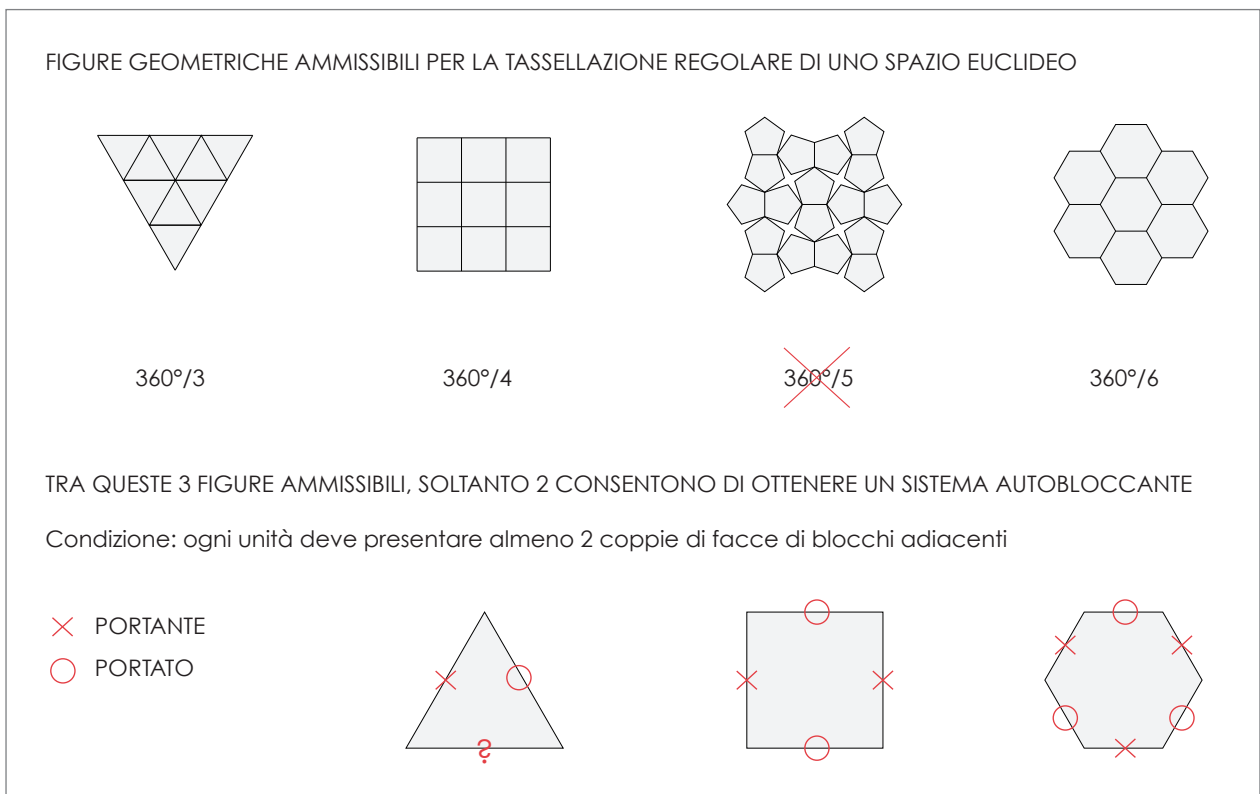 FIGURE GEOMETRICHE AMMISSIBILI PER LA TASSELLAZIONE REGOLARE DI UNO SPAZIO EUCLIDEO
360°/3
360°/4
360°/5
360°/6
TRA QUESTE 3 FIGURE AMMISSIBILI, SOLTANTO 2 CONSENTONO DI OTTENERE UN SISTEMA AUTOBLOCCANTE
Condizione: ogni unità deve presentare almeno 2 coppie di facce di blocchi adiacenti
PORTANTE
PORTATO
?